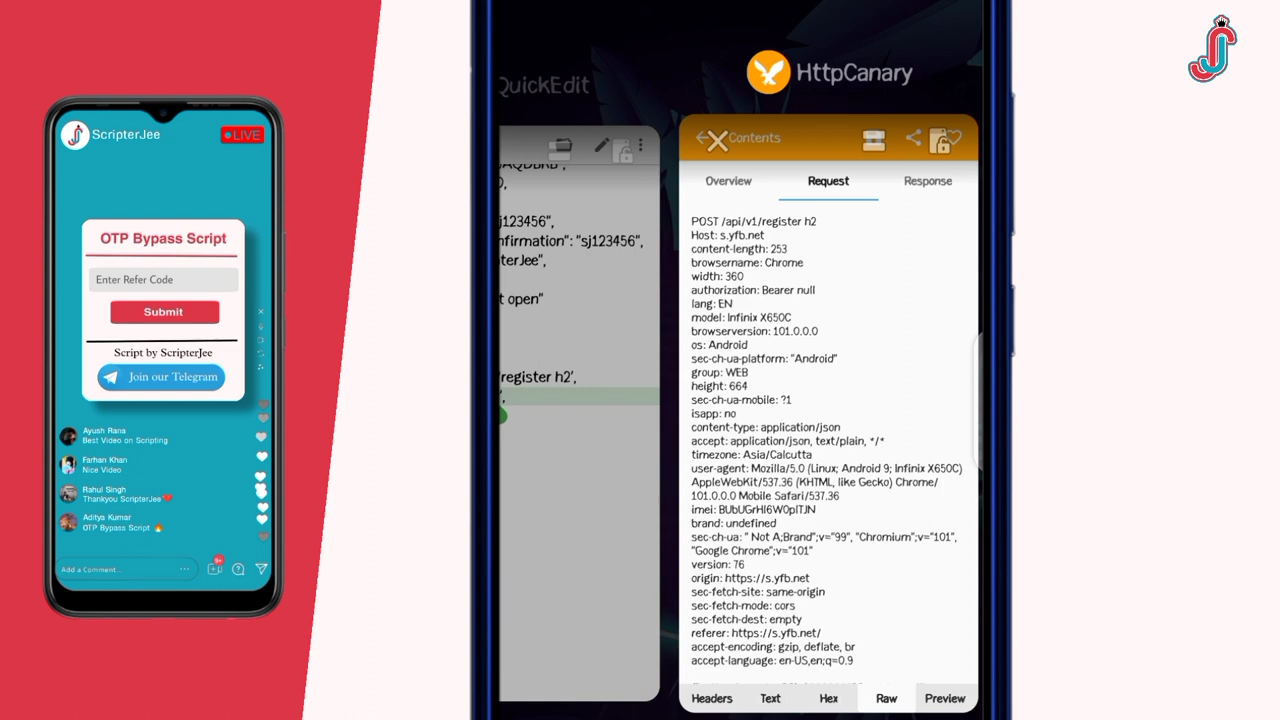 ScripterJee
LIVE
OTP Bypass Script
Enter Refer Code
Submit
Script by ScripterJee
Join our Telegram
Ayush Rana
Best Video on Scripting
Farhan Khan
Nice Video
Rahul Singh
Thankyou ScripterJee❤️
Aditya Kumar
OTP Bypass Script 🔥
Add a Comment...
9+
QuickEdit
j123456",
nfirmation": "sj123456",
terJee",
t open"
'register h2',
HttpCanary
Contents
Overview
Request
Response
POST /api/v1/register h2
Host: s.yfb.net
content-length: 253
browsername: Chrome
width: 360
authorization: Bearer null
lang: EN
model: Infinix X650C
browserversion: 101.0.0.0
os: Android
sec-ch-ua-platform: "Android"
group: WEB
height: 664
sec-ch-ua-mobile: ?1
isapp: no
content-type: application/json
accept: application/json, text/plain, */*
timezone: Asia/Calcutta
user-agent: Mozilla/5.0 (Linux; Android 9; Infinix X650C)
AppleWebKit/537.36 (KHTML, like Gecko) Chrome/
101.0.0.0 Mobile Safari/537.36
imei: BUbUGrHI6W0pITJN
brand: undefined
sec-ch-ua: " Not A;Brand";v="99", "Chromium";v="101",
"Google Chrome";v="101"
version: 76
origin: https://s.yfb.net
sec-fetch-site: same-origin
sec-fetch-mode: cors
sec-fetch-dest: empty
referer: https://s.yfb.net/
accept-encoding: gzip, deflate, br
accept-language: en-US,en;q=0.9
Headers
Text
Hex
Raw
Preview